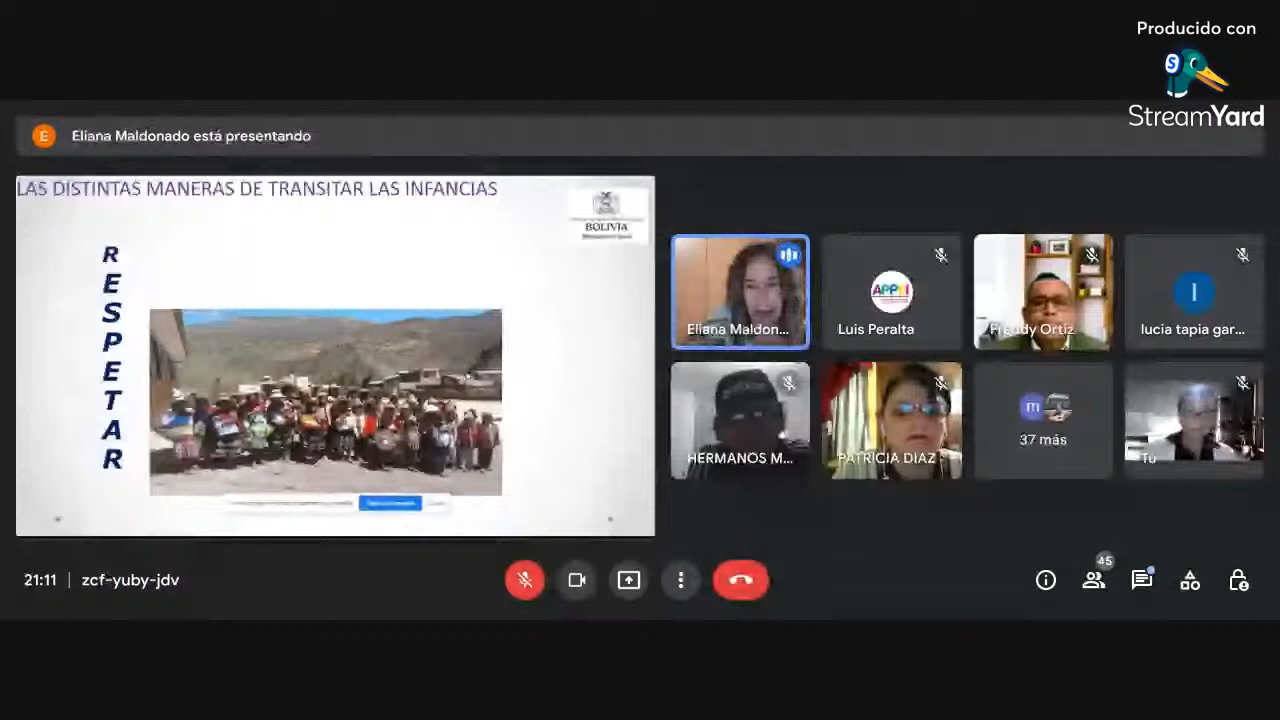 Producido con
StreamYard
E
Eliana Maldonado está presentando
LAS DISTINTAS MANERAS DE TRANSITAR LAS INFANCIAS
BOLIVIA
R
E
S
P
E
T
A
R
Eliana Maldon...
APPNI
Luis Peralta
Freddy Ortiz
l
lucia tapia gar...
HERMANOS M...
PATRICIA DIAZ
m
37 más
Tú
21:11 | zcf-yuby-jdv
45